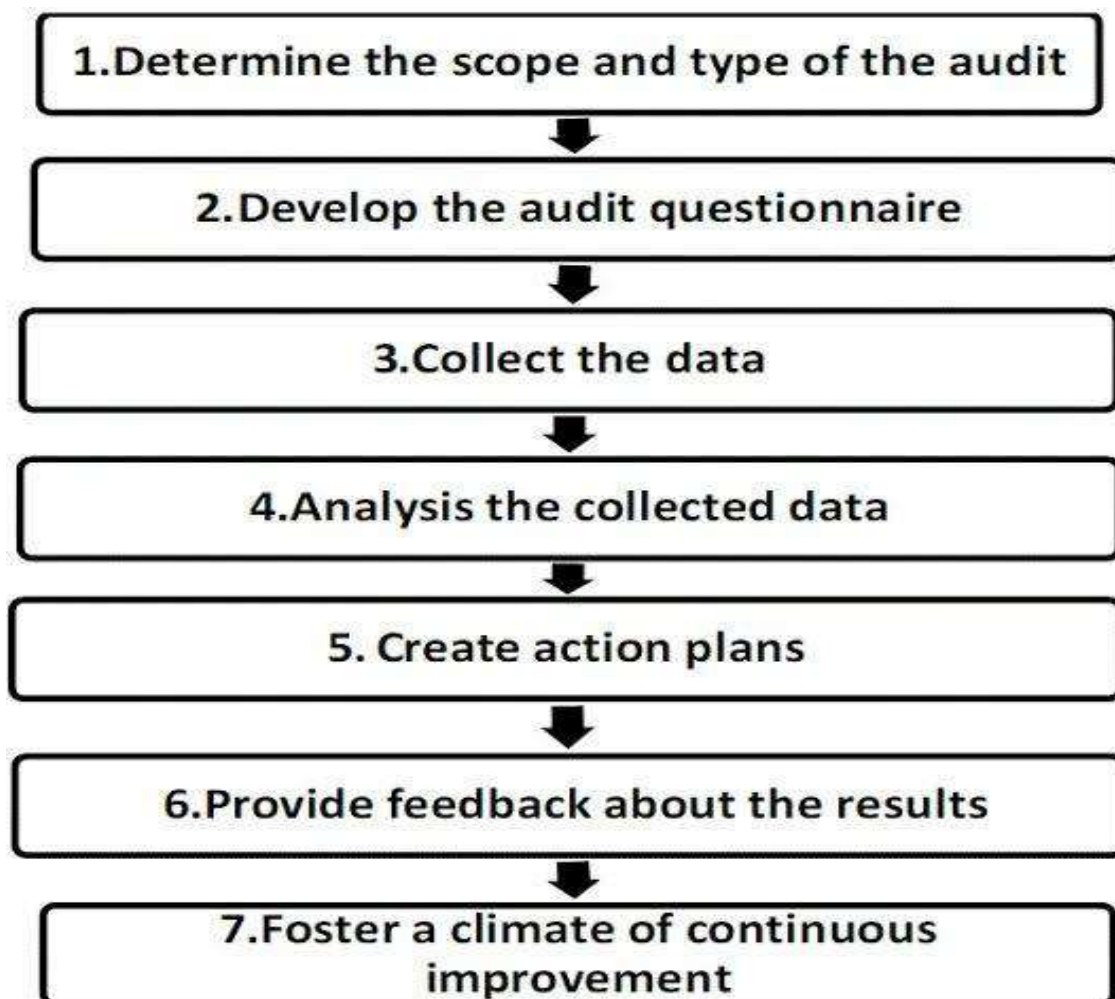 1.Determine the scope and type of the audit
2.Develop the audit questionnaire
3.Collect the data
4.Analysis the collected data
5. Create action plans
6.Provide feedback about the results
7.Foster a climate of continuous
improvement